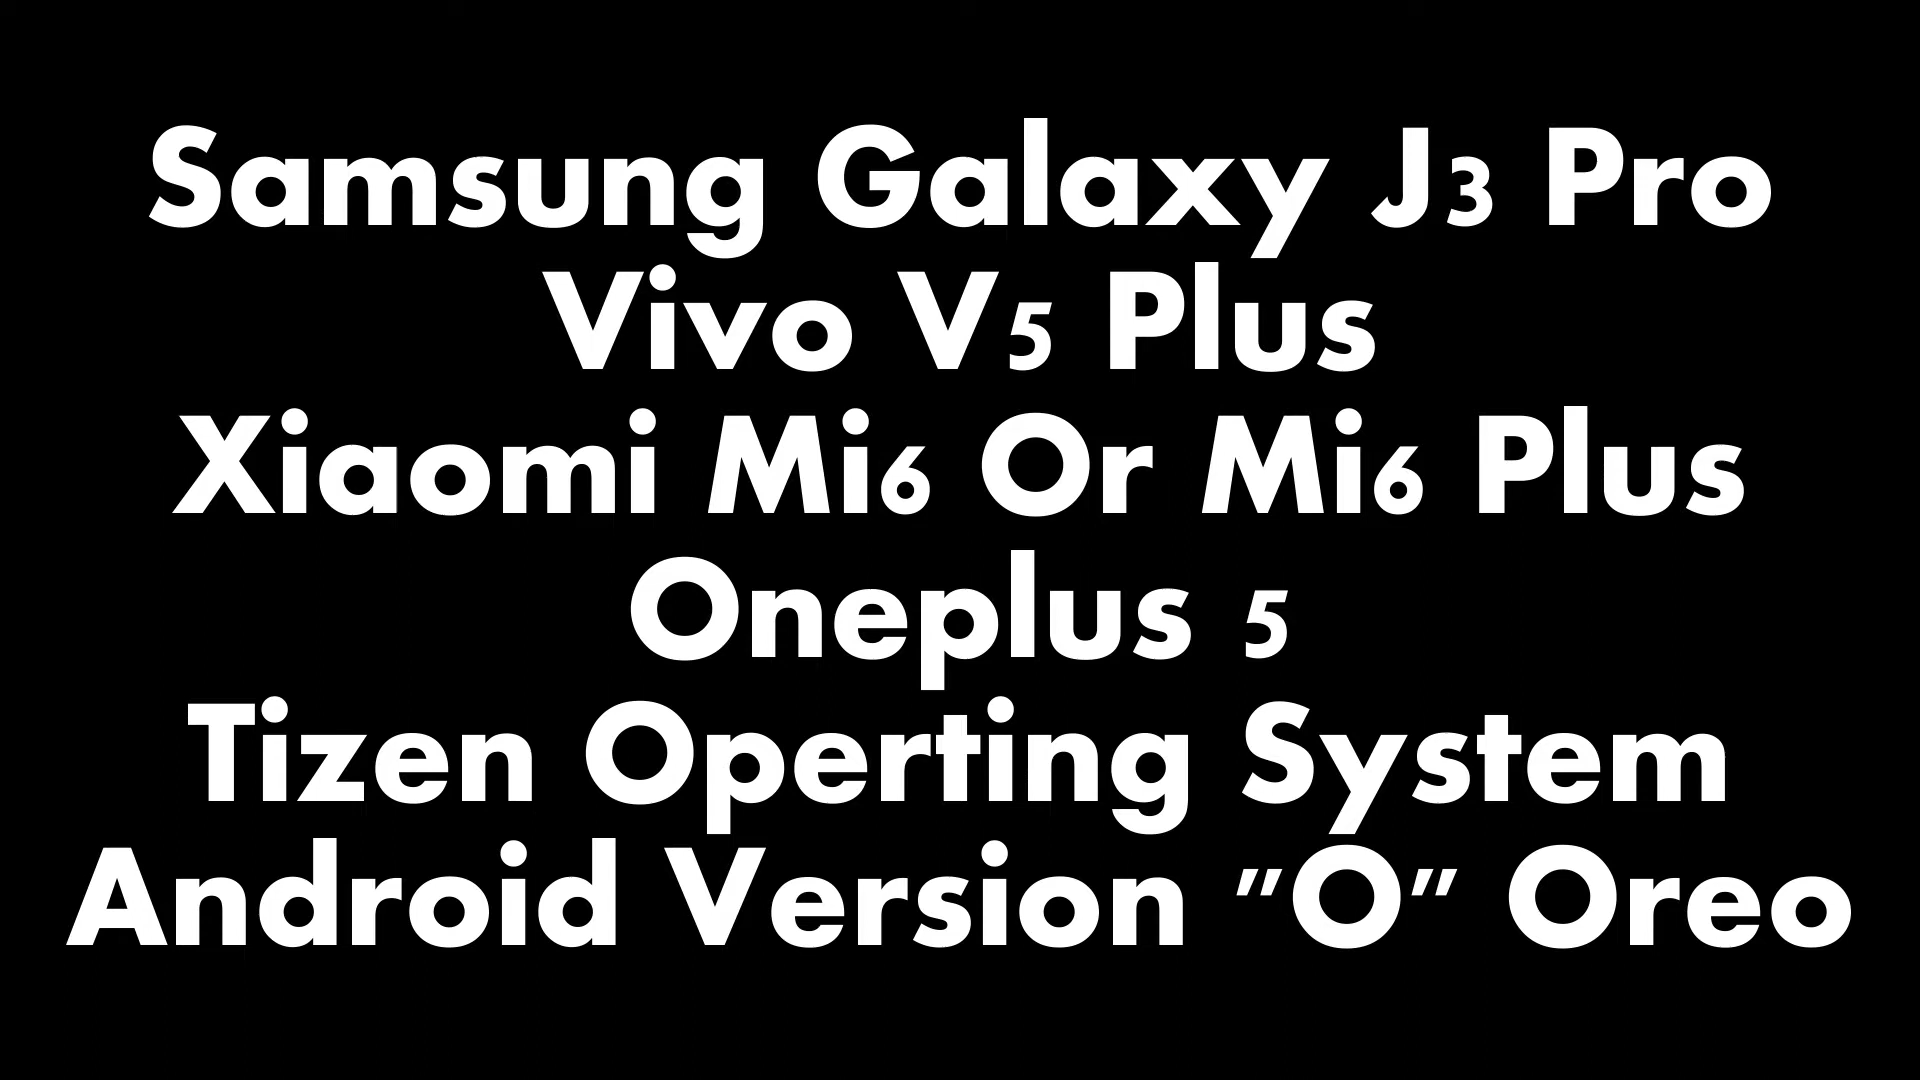 Samsung Galaxy J3 Pro
Vivo V5 Plus
Xiaomi Mi6 Or Mi6 Plus
Oneplus 5
Tizen Operting System
Android Version "O" Oreo